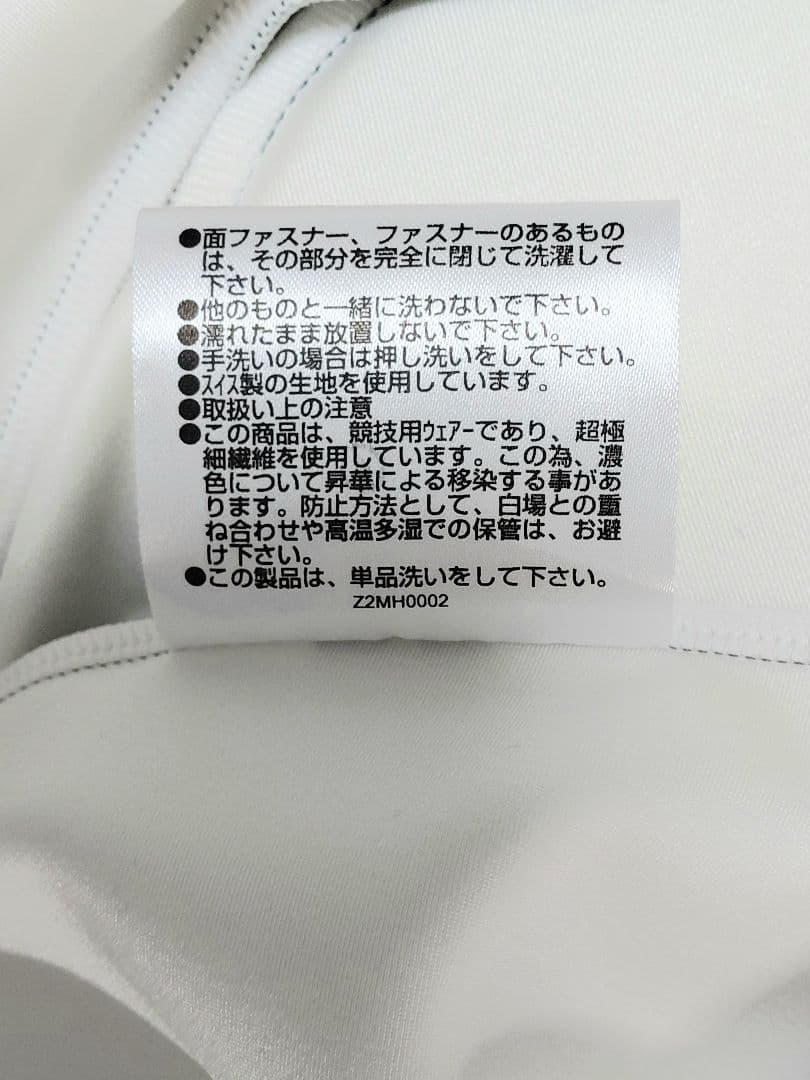 ●面ファスナー、ファスナーのあるもの
は、その部分を完全に閉じて洗濯して
下さい。
●他のものと一緒に洗わないで下さい。
●濡れたまま放置しないで下さい。
●手洗いの場合は押し洗いをして下さい。
●スイス製の生地を使用しています。
●取扱い上の注意
●この商品は、競技用ウェアーであり、超極
細繊維を使用しています。この為、濃
色について昇華による移染する事があ
ります。防止方法として、白場との重
ね合わせや高温多湿での保管は、お避
け下さい。
●この製品は、単品洗いをして下さい。
Z2MH0002